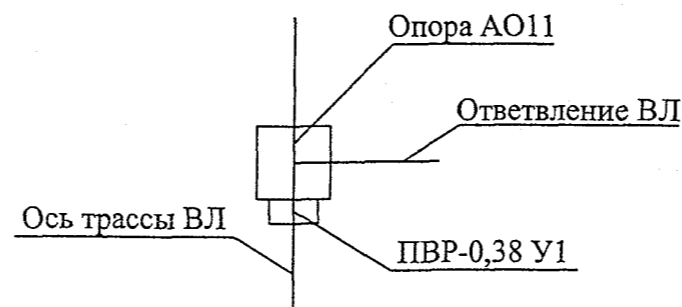 Опора АО11
Ответвление ВЛ
Ось трассы ВЛ
ПВР-0,38 У1